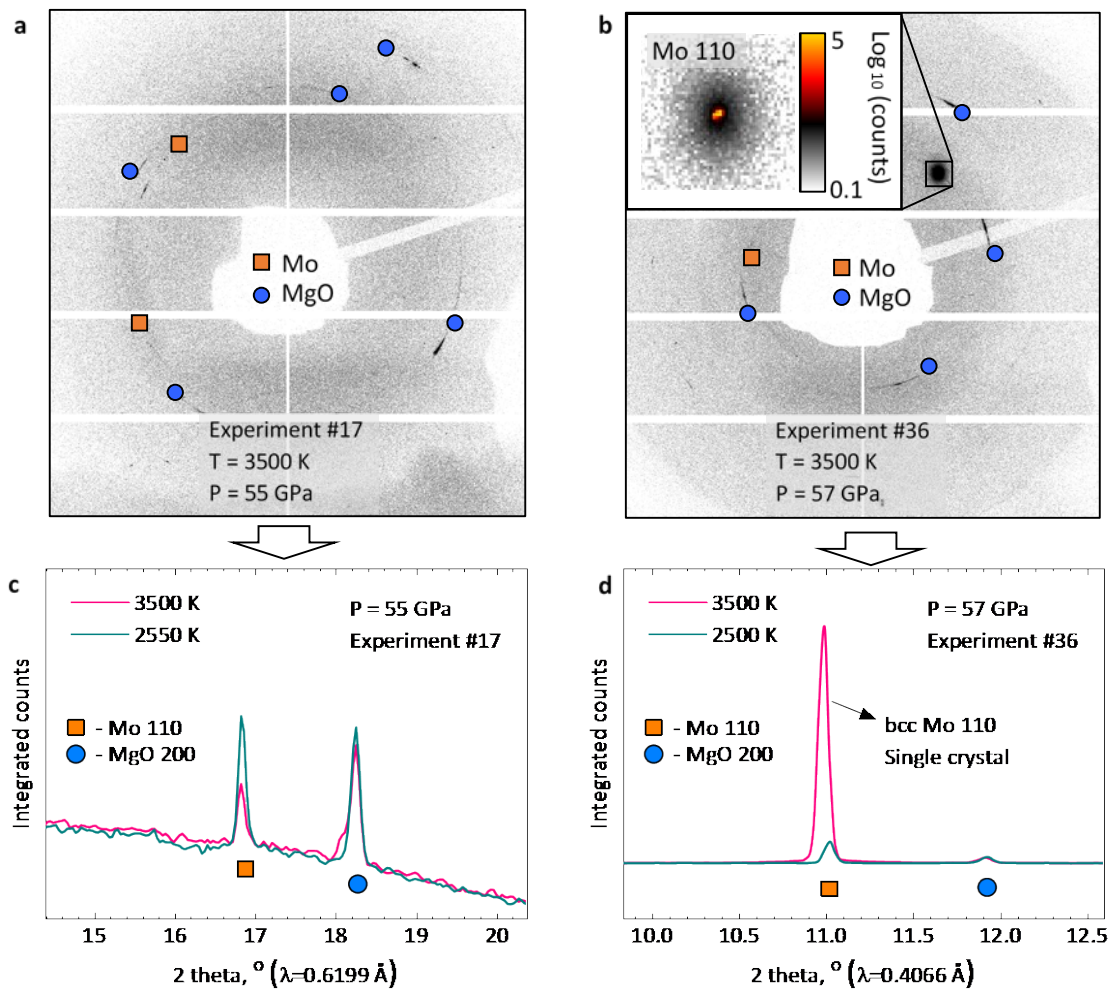 a
Mo
MgO
Experiment #17
T = 3500 K
P = 55 GPa
b
Mo 110
5
Log 10 (counts)
0.1
Mo
MgO
Experiment #36
T = 3500 K
P = 57 GPa
c
3500 K
2550 K
P = 55 GPa
Experiment #17
- Mo 110
- MgO 200
Integrated counts
15 16 17 18 19 20
2 theta, ° (λ=0.6199 Å)
d
3500 K
2500 K
P = 57 GPa
Experiment #36
- Mo 110
- MgO 200
bcc Mo 110
Single crystal
Integrated counts
10.0 10.5 11.0 11.5 12.0 12.5
2 theta, ° (λ=0.4066 Å)